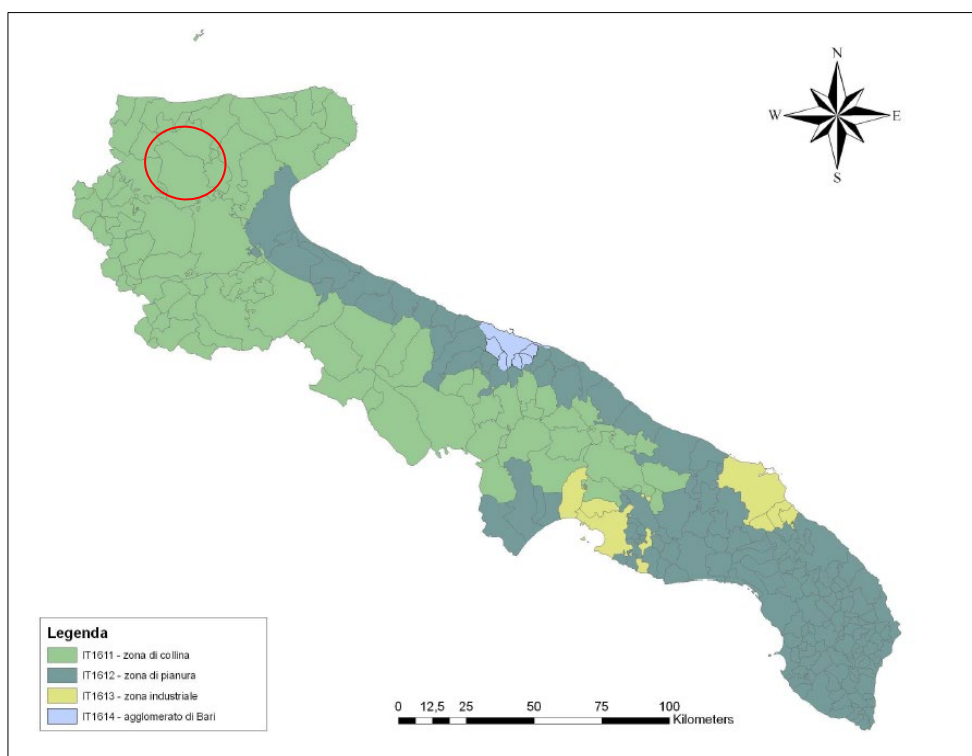 N
W
E
S
Legenda
IT1611 - zona di collina
IT1612 - zona di pianura
IT1613 - zona industriale
IT1614 - agglomerato di Bari
0 12,5 25 50 75 100
Kilometers